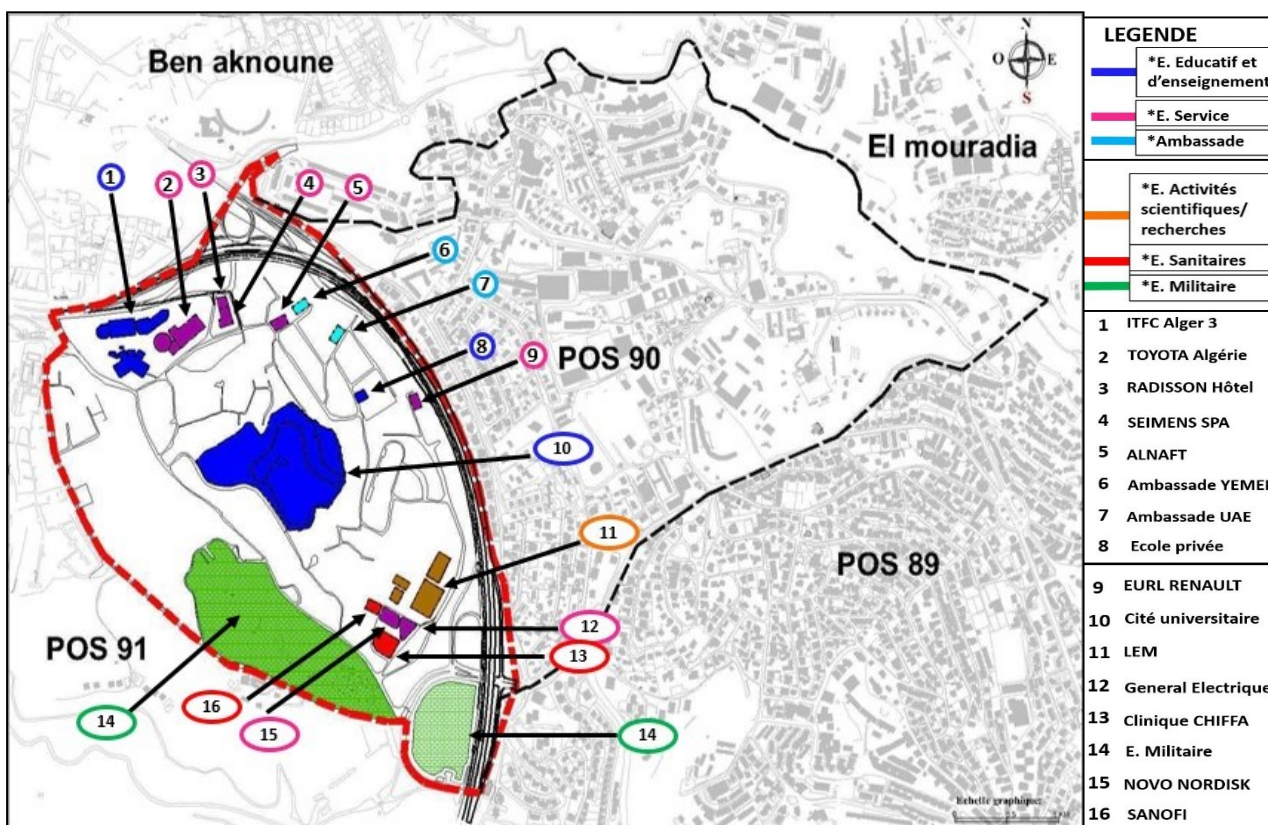 Ben aknoune
El mouradia
POS 90
POS 89
POS 91
N
O
E
S
1
2
3
4
5
6
7
8
9
10
11
12
13
14
16
15
14
Echelle graphique:
LEGENDE
*E. Educatif et
d'enseignement
*E. Service
*Ambassade
*E. Activités
scientifiques/
recherches
*E. Sanitaires
*E. Militaire
1 ITFC Alger 3
2 TOYOTA Algérie
3 RADISSON Hôtel
4 SEIMENS SPA
5 ALNAFT
6 Ambassade YEMEN
7 Ambassade UAE
8 Ecole privée
9 EURL RENAULT
10 Cité universitaire
11 LEM
12 General Electrique
13 Clinique CHIFFA
14 E. Militaire
15 NOVO NORDISK
16 SANOFI